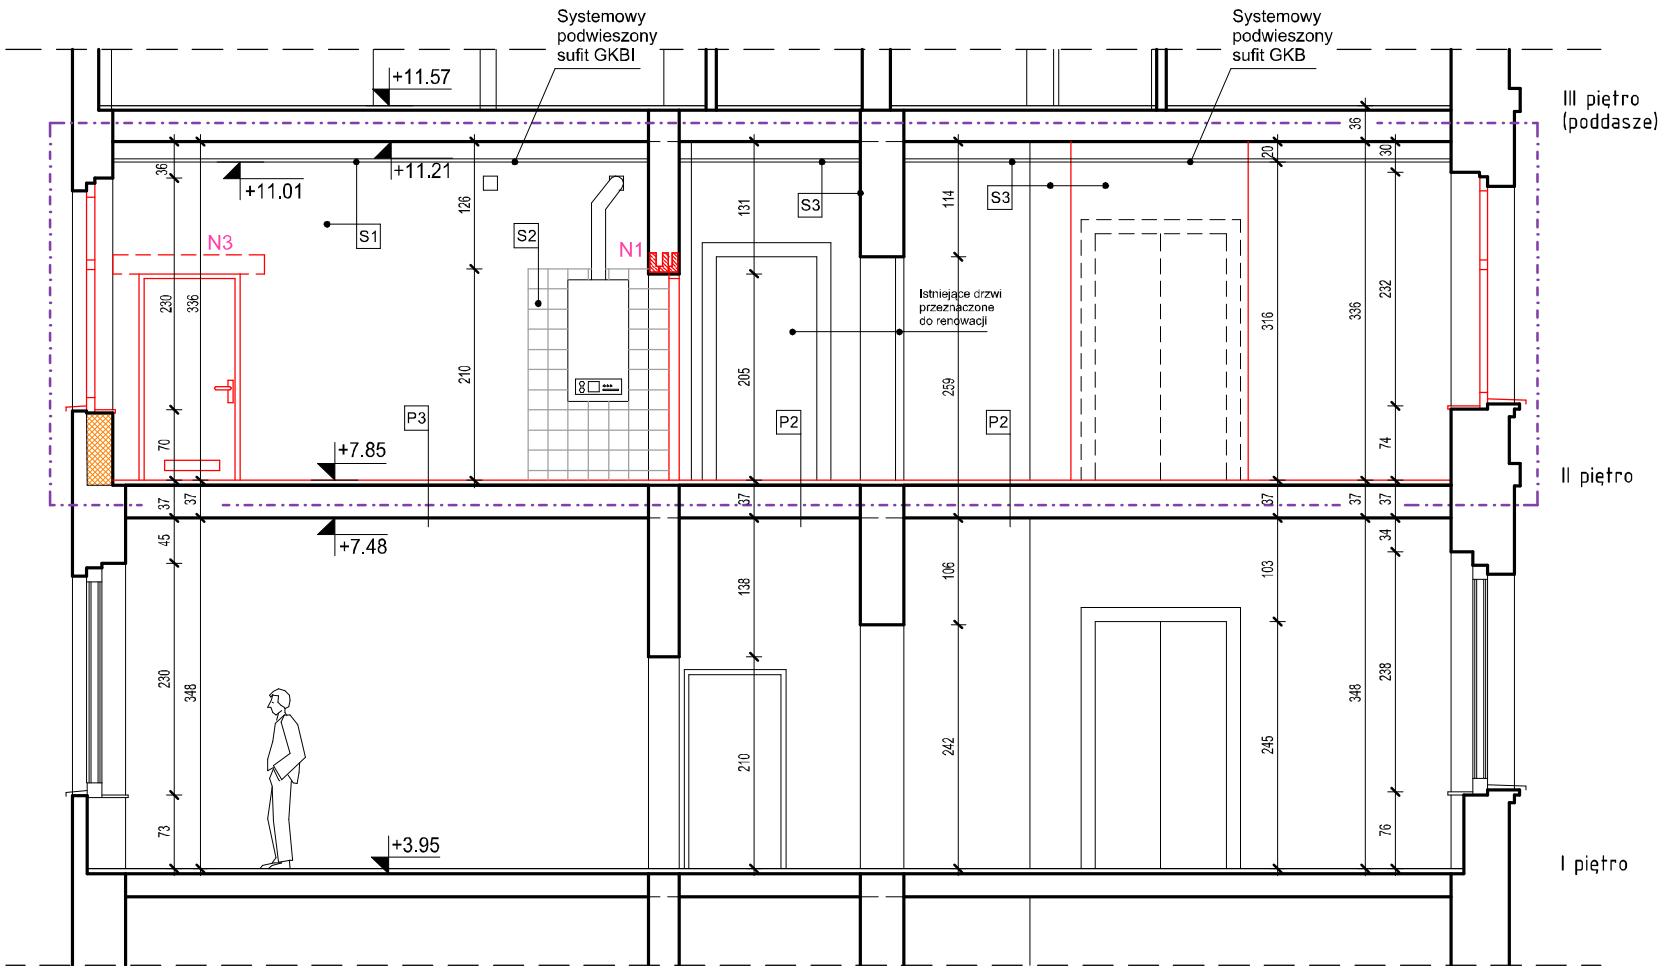 Systemowy
podwieszony
sufit GKBI
Systemowy
podwieszony
sufit GKB
+11.57
III piętro
(poddasze)
36
+11.21
+11.01
36
126
131
114
20
30
S1
S2
S3
S3
N3
N1
Istniejące drzwi
przeznaczone
do renowacji
230
336
210
205
259
316
336
232
P3
P2
P2
70
74
+7.85
II piętro
37
37
37
37
37
37
+7.48
45
138
106
103
34
230
348
210
242
245
348
238
73
76
+3.95
I piętro